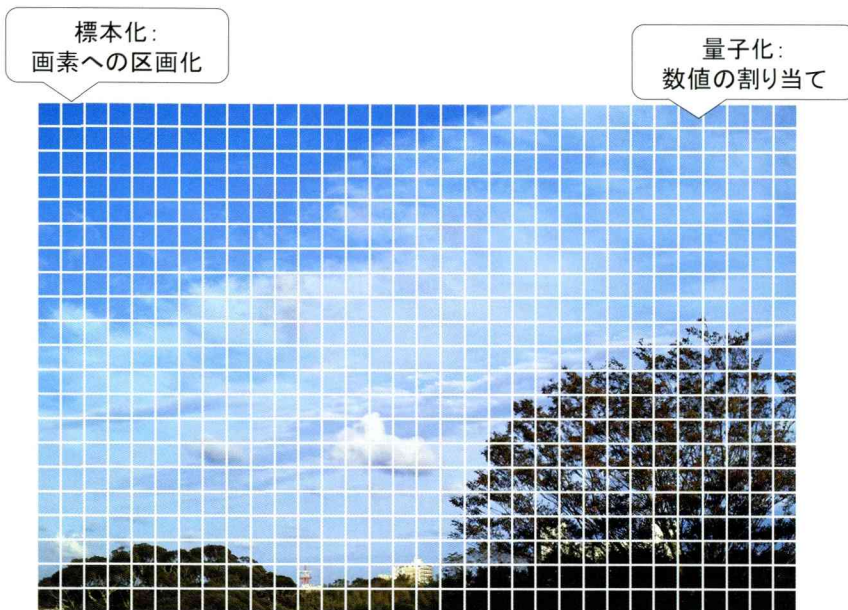 標本化：
画素への区画化
量子化：
数値の割り当て